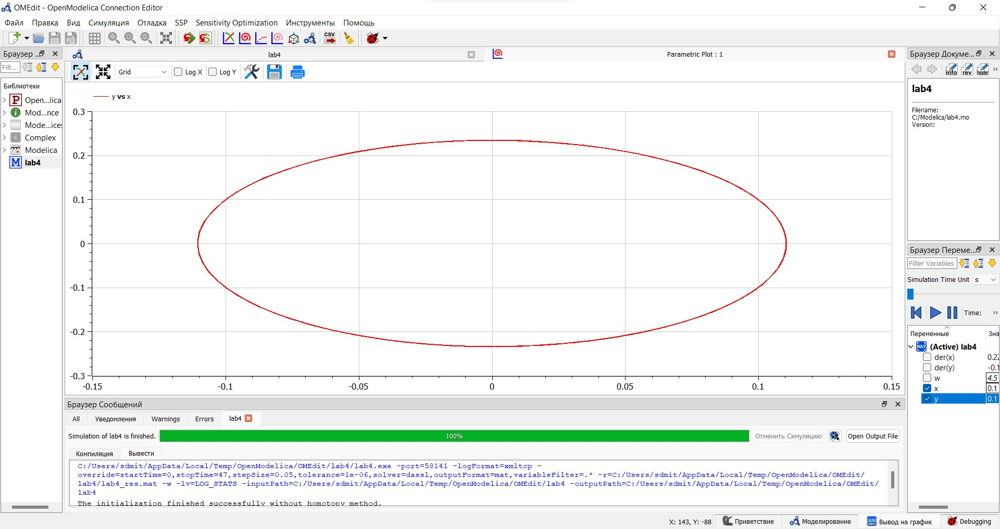 OMEdit - OpenModelica Connection Editor
Файл Правка Вид Симуляция Отладка SSP Sensitivity Optimization Инструменты Помощь
CSV
Браузер ..
Filt...
Библиотеки
P Open...lica
i Mod...nce
Mode...ices
c Complex
Modelica
M lab4
lab4
Parametric Plot : 1
Grid Log X Log Y
y vs x
0.3
0.2
0.1
0
-0.1
-0.2
-0.3
-0.15 -0.1 -0.05 0 0.05 0.1 0.15
Браузер Сообщений
All Уведомления Warnings Errors lab4
Simulation of lab4 is finished. 100% Отменить Симуляцию Open Output File
Компиляция Вывести
C:/Users/sdmit/AppData/Local/Temp/OpenModelica/OMEdit/lab4/lab4.exe -port=58141 -logFormat=xmltcp -
override=startTime=0,stopTime=47,stepSize=0.05,tolerance=1e-06,solver=dassl,outputFormat=mat,variableFilter=.* -r=C:/Users/sdmit/AppData/Local/Temp/OpenModelica/OMEdit/
lab4/lab4_res.mat -w -lv=LOG_STATS -inputPath=C:/Users/sdmit/AppData/Local/Temp/OpenModelica/OMEdit/lab4 -outputPath=C:/Users/sdmit/AppData/Local/Temp/OpenModelica/OMEdit/
lab4
The initialization finished successfully without homotopy method.
Браузер Докуме...
info rev header »
lab4
Filename:
C:/Modelica/lab4.mo
Version:
Браузер Переме...
Filter Variables
Simulation Time Unit s
Time: »
Переменные Зна
MAT (Active) lab4
der(x) 0.22
der(y) -0.1
w 4.5
x 0.1
y 0.1
X: 143, Y: -88 Приветствие Моделирование Вывод на график Debugging